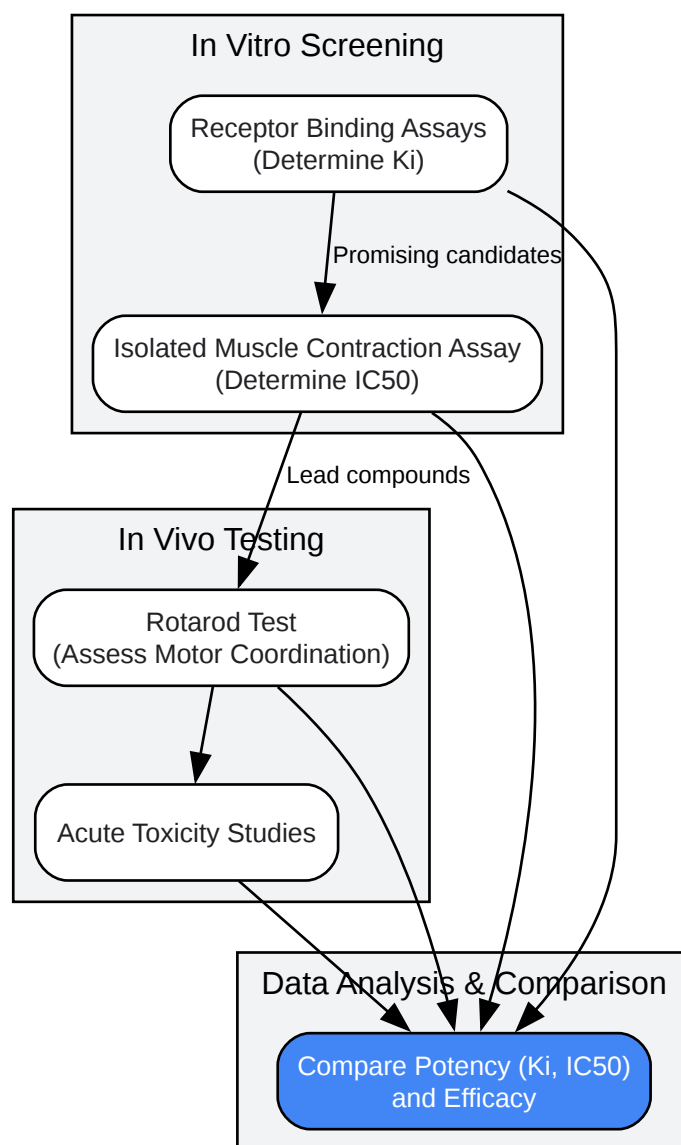 In Vitro Screening
Receptor Binding Assays
(Determine Ki)
Promising candidates
Isolated Muscle Contraction Assay
(Determine IC50)
Lead compounds
In Vivo Testing
Rotarod Test
(Assess Motor Coordination)
Acute Toxicity Studies
Data Analysis & Comparison
Compare Potency (Ki, IC50)
and Efficacy